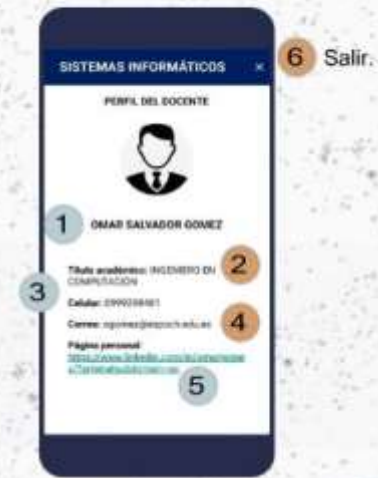 SISTEMAS INFORMÁTICOS ×
6 Salir.
PERFIL DEL DOCENTE
1
OMAR SALVADOR GOMEZ
2
Título académico: INGENIERO EN
COMPUTACIÓN
3
Celular:
4
Correo:
Página personal:
5